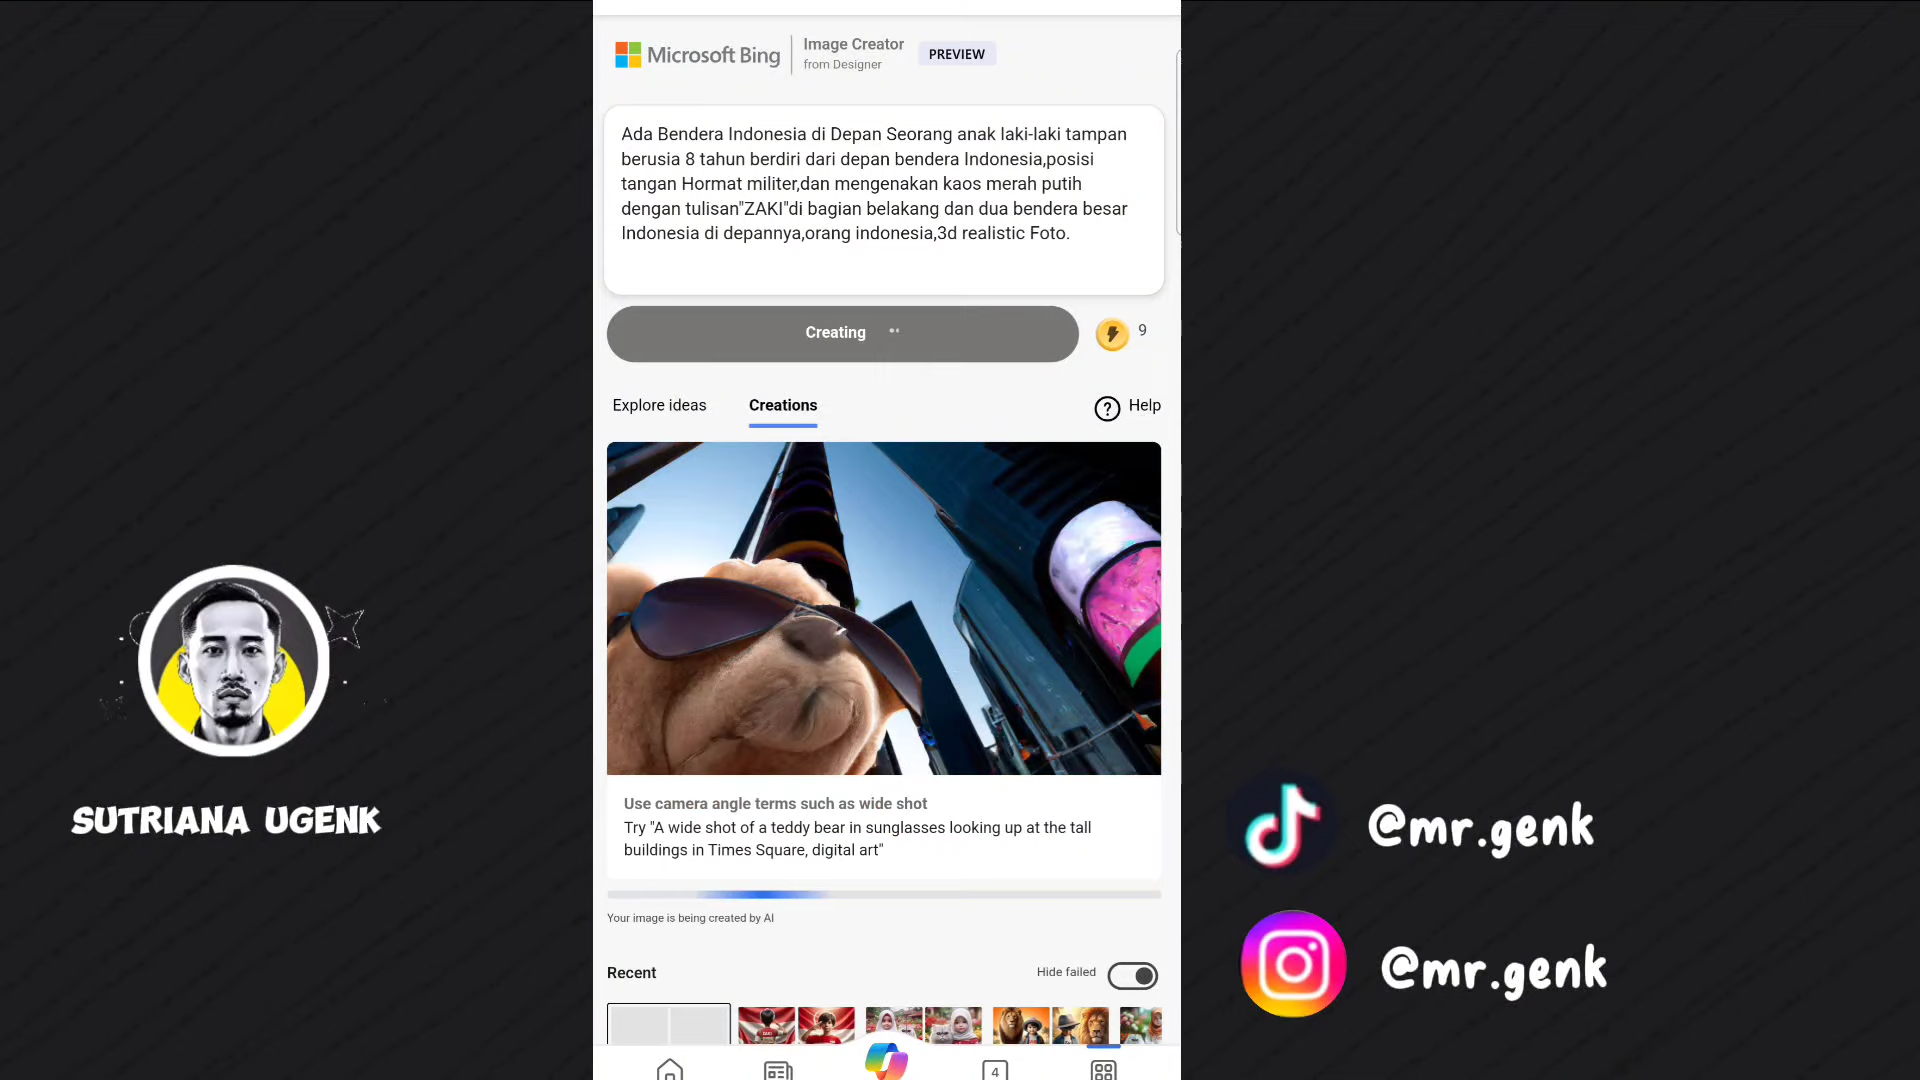 Microsoft Bing
Image Creator
from Designer
PREVIEW
Ada Bendera Indonesia di Depan Seorang anak laki-laki tampan
berusia 8 tahun berdiri dari depan bendera Indonesia,posisi
tangan Hormat militer,dan mengenakan kaos merah putih
dengan tulisan"ZAKI"di bagian belakang dan dua bendera besar
Indonesia di depannya,orang indonesia,3d realistic Foto.
Creating
9
Explore ideas
Creations
? Help
Use camera angle terms such as wide shot
Try "A wide shot of a teddy bear in sunglasses looking up at the tall
buildings in Times Square, digital art"
Your image is being created by AI
Recent
Hide failed
4
SUTRIANA UGENK
@mr.genk
@mr.genk